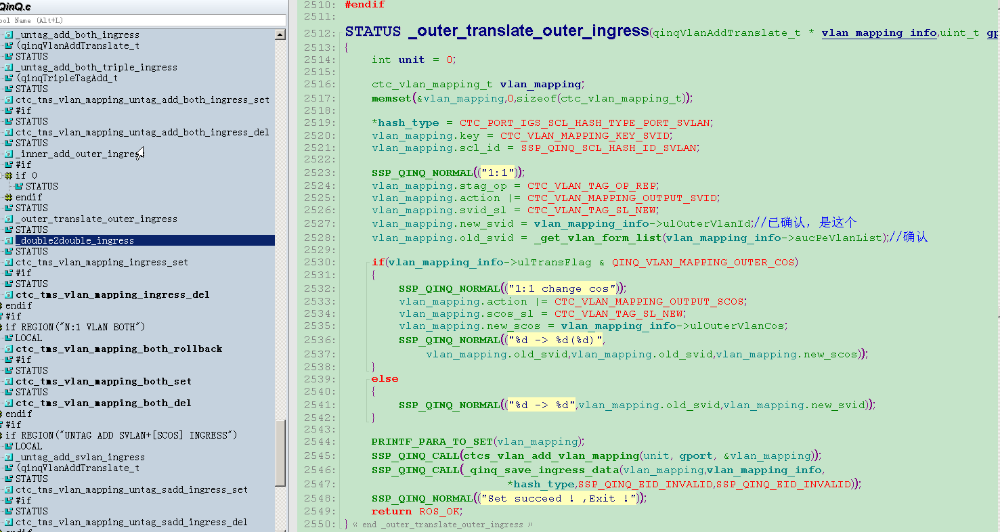 QinQ.c
ool Name (Alt+L)
_untag_add_both_ingress
(qinqVlanAddTranslate_t
STATUS
_untag_add_both_triple_ingress
(qinqTripleTagAdd_t
STATUS
ctc_tms_vlan_mapping_untag_add_both_ingress_set
#if
STATUS
ctc_tms_vlan_mapping_untag_add_both_ingress_del
STATUS
_inner_add_outer_ingress
#if
if 0
STATUS
endif
STATUS
_outer_translate_outer_ingress
STATUS
_double2double_ingress
STATUS
ctc_tms_vlan_mapping_ingress_set
#if
STATUS
ctc_tms_vlan_mapping_ingress_del
endif
#if
if REGION("N:1 VLAN BOTH")
LOCAL
ctc_tms_vlan_mapping_both_rollback
#if
STATUS
ctc_tms_vlan_mapping_both_set
STATUS
ctc_tms_vlan_mapping_both_del
endif
#if
if REGION("UNTAG ADD SVLAN+[SCOS] INGRESS")
LOCAL
_untag_add_svlan_ingress
(qinqVlanAddTranslate_t
STATUS
ctc_tms_vlan_mapping_untag_sadd_ingress_set
#if
STATUS
ctc_tms_vlan_mapping_untag_sadd_ingress_del
endif
2510: #endif
2511:
2512: STATUS _outer_translate_outer_ingress(qinqVlanAddTranslate_t * vlan_mapping_info,uint_t gp
2513: {
2514: int unit = 0;
2515:
2516: ctc_vlan_mapping_t vlan_mapping;
2517: memset(&vlan_mapping,0,sizeof(ctc_vlan_mapping_t));
2518:
2519: *hash_type = CTC_PORT_IGS_SCL_HASH_TYPE_PORT_SVLAN;
2520: vlan_mapping.key = CTC_VLAN_MAPPING_KEY_SVID;
2521: vlan_mapping.scl_id = SSP_QINQ_SCL_HASH_ID_SVLAN;
2522:
2523: SSP_QINQ_NORMAL(("1:1"));
2524: vlan_mapping.stag_op = CTC_VLAN_TAG_OP_REP;
2525: vlan_mapping.action |= CTC_VLAN_MAPPING_OUTPUT_SVID;
2526: vlan_mapping.svid_sl = CTC_VLAN_TAG_SL_NEW;
2527: vlan_mapping.new_svid = vlan_mapping_info->ulOuterVlanId;//已确认，是这个
2528: vlan_mapping.old_svid = _get_vlan_form_list(vlan_mapping_info->aucPeVlanList);//确认
2529:
2530: if(vlan_mapping_info->ulTransFlag & QINQ_VLAN_MAPPING_OUTER_COS)
2531: {
2532: SSP_QINQ_NORMAL(("1:1 change cos"));
2533: vlan_mapping.action |= CTC_VLAN_MAPPING_OUTPUT_SCOS;
2534: vlan_mapping.scos_sl = CTC_VLAN_TAG_SL_NEW;
2535: vlan_mapping.new_scos = vlan_mapping_info->ulOuterVlanCos;
2536: SSP_QINQ_NORMAL(("%d -> %d(%d)",
2537: vlan_mapping.old_svid,vlan_mapping.old_svid,vlan_mapping.new_scos));
2538: }
2539: else
2540: {
2541: SSP_QINQ_NORMAL(("%d -> %d",vlan_mapping.old_svid,vlan_mapping.new_svid));
2542: }
2543:
2544: PRINTF_PARA_TO_SET(vlan_mapping);
2545: SSP_QINQ_CALL(ctcs_vlan_add_vlan_mapping(unit, gport, &vlan_mapping));
2546: SSP_QINQ_CALL(_qinq_save_ingress_data(vlan_mapping,vlan_mapping_info,
2547: *hash_type,SSP_QINQ_EID_INVALID,SSP_QINQ_EID_INVALID));
2548: SSP_QINQ_NORMAL(("Set succeed ! ,Exit !"));
2549: return ROS_OK;
2550: } « end _outer_translate_outer_ingress »